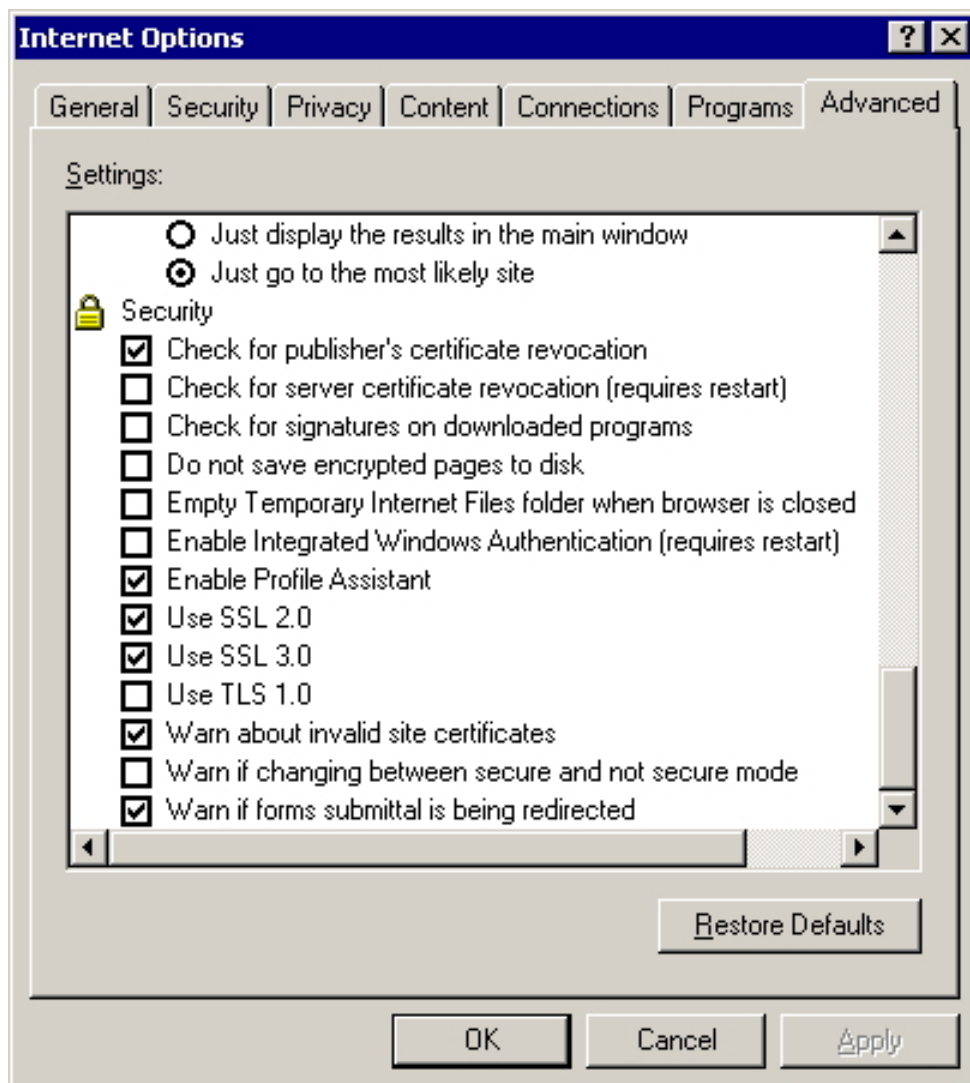 Internet Options
General Security Privacy Content Connections Programs Advanced
Settings:
Just display the results in the main window
Just go to the most likely site
Security
Check for publisher's certificate revocation
Check for server certificate revocation (requires restart)
Check for signatures on downloaded programs
Do not save encrypted pages to disk
Empty Temporary Internet Files folder when browser is closed
Enable Integrated Windows Authentication (requires restart)
Enable Profile Assistant
Use SSL 2.0
Use SSL 3.0
Use TLS 1.0
Warn about invalid site certificates
Warn if changing between secure and not secure mode
Warn if forms submittal is being redirected
Restore Defaults
OK Cancel Apply